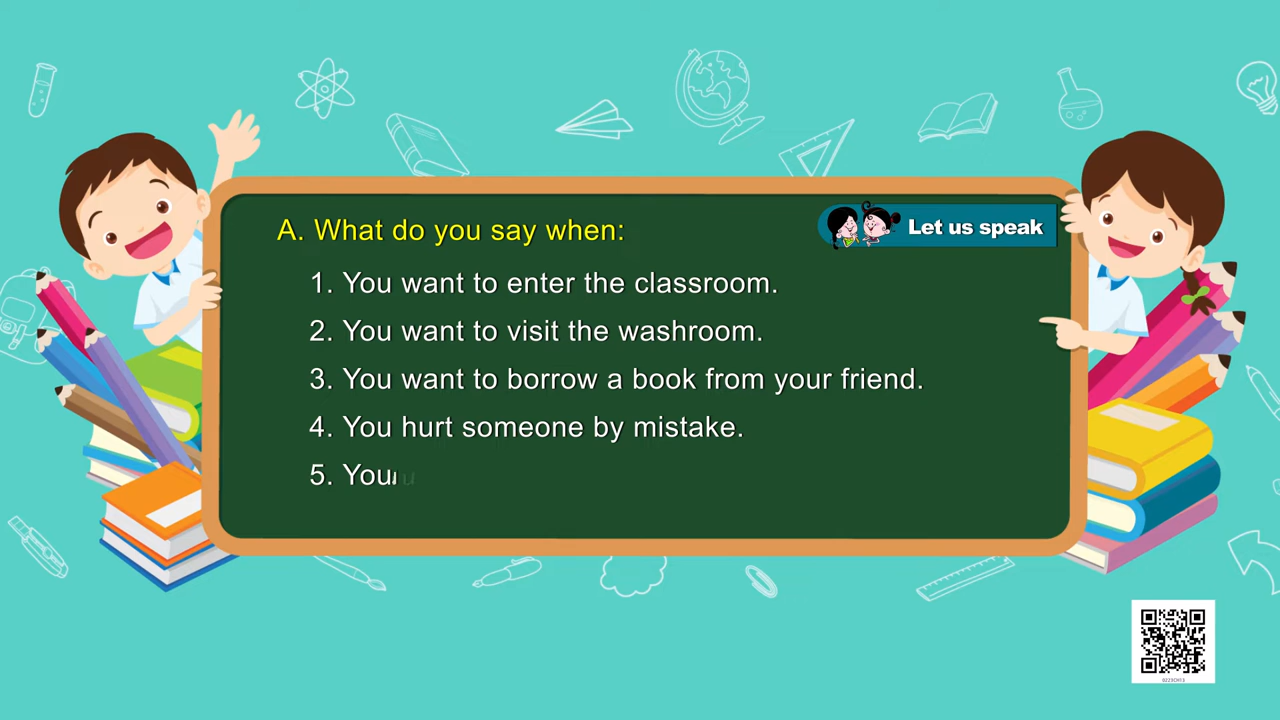 A. What do you say when:
Let us speak
1. You want to enter the classroom.
2. You want to visit the washroom.
3. You want to borrow a book from your friend.
4. You hurt someone by mistake.
5. You